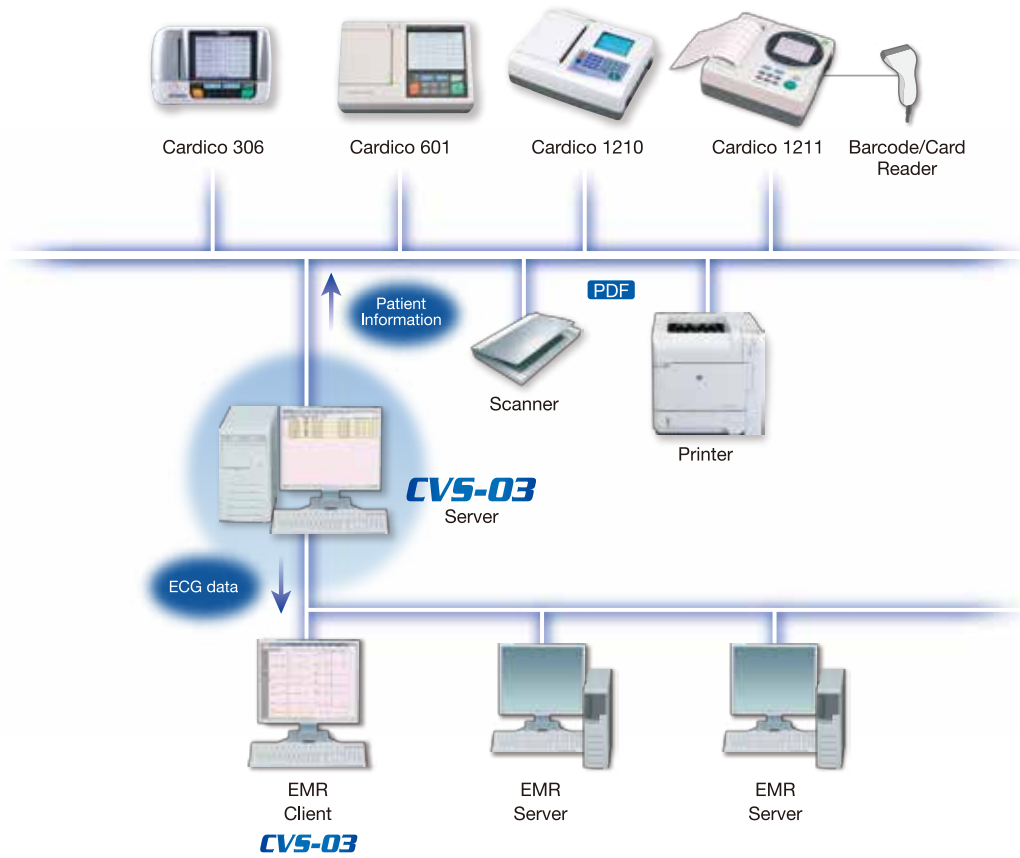 Cardico 306
Cardico 601
Cardico 1210
Cardico 1211
Barcode/Card
Reader
Patient
Information
PDF
Scanner
Printer
CVS-03
Server
ECG data
EMR
Client
CVS-03
EMR
Server
EMR
Server